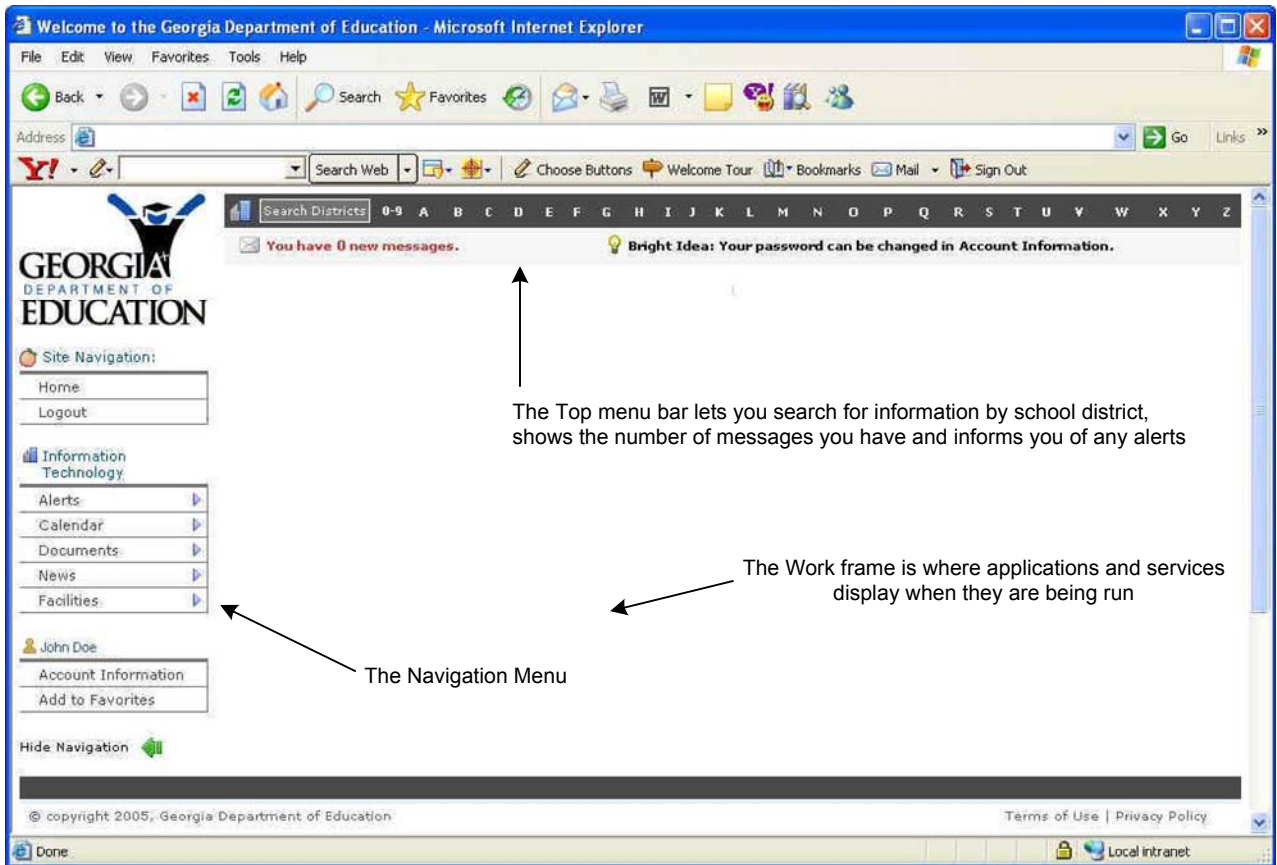 Welcome to the Georgia Department of Education - Microsoft Internet Explorer
File Edit View Favorites Tools Help
Back Search Favorites
Address Go Links »
Y! Search Web Choose Buttons Welcome Tour Bookmarks Mail Sign Out
Search Districts 0-9 A B C D E F G H I J K L M N O P Q R S T U V W X Y Z
You have 0 new messages. Bright Idea: Your password can be changed in Account Information.
GEORGIA
DEPARTMENT OF
EDUCATION
Site Navigation:
Home
Logout
The Top menu bar lets you search for information by school district,
shows the number of messages you have and informs you of any alerts
Information
Technology
Alerts
Calendar
Documents
News
Facilities
The Work frame is where applications and services
display when they are being run
The Navigation Menu
John Doe
Account Information
Add to Favorites
Hide Navigation
© copyright 2005, Georgia Department of Education Terms of Use | Privacy Policy
Done Local intranet